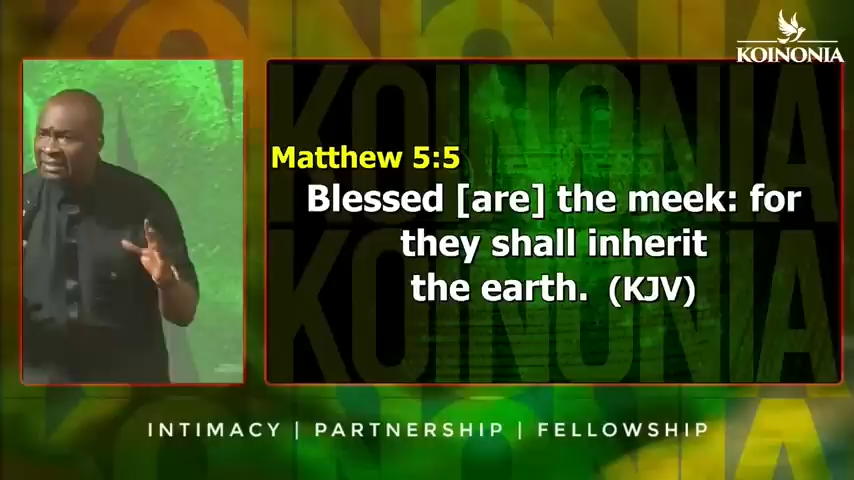 KOINONIA
Matthew 5:5
Blessed [are] the meek: for
they shall inherit
the earth. (KJV)
INTIMACY | PARTNERSHIP | FELLOWSHIP